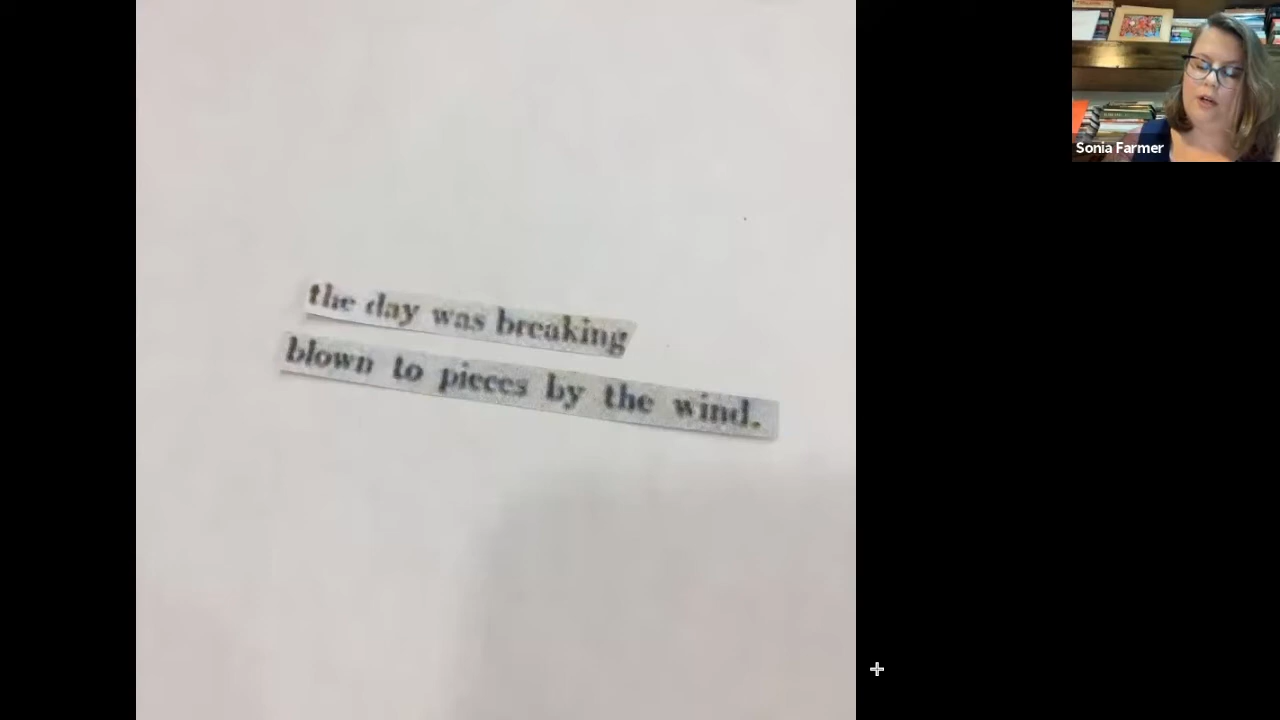 the day was breaking
blown to pieces by the wind.
Sonia Farmer